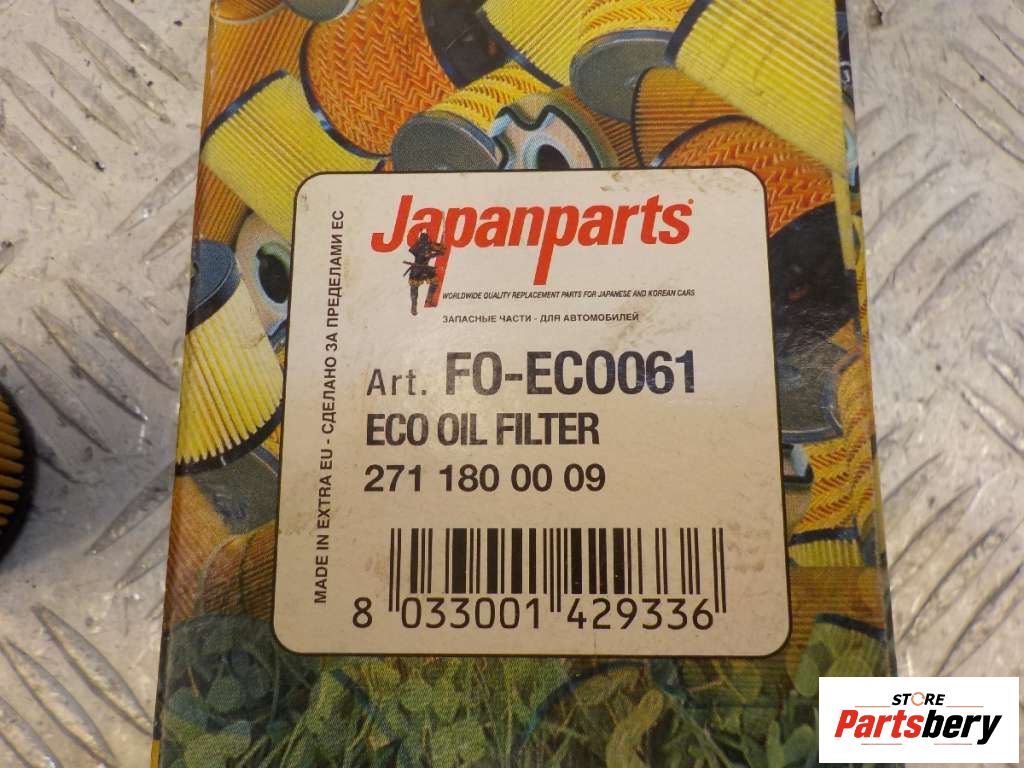 Japanparts
WORLDWIDE QUALITY REPLACEMENT PARTS FOR JAPANESE AND KOREAN CARS
ЗАПАСНЫЕ ЧАСТИ - ДЛЯ АВТОМОБИЛЕЙ
MADE IN EXTRA EU - СДЕЛАНО ЗА ПРЕДЕЛАМИ ЕС
Art. FO-ECO061
ECO OIL FILTER
271 180 00 09
8 033001 429336
STORE
Partsbery